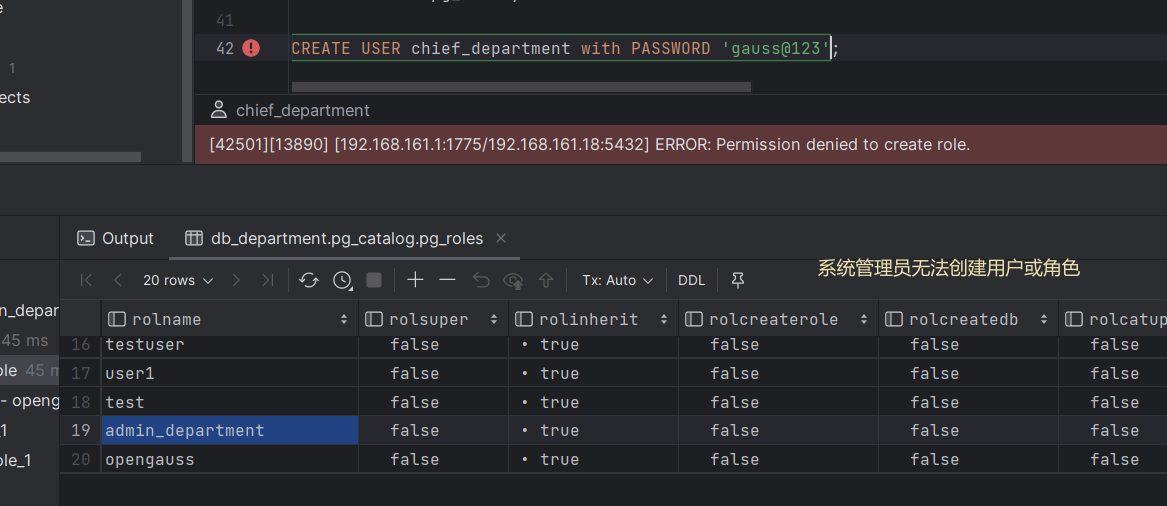 41
42 CREATE USER chief_department with PASSWORD 'gauss@123';
1
ects
chief_department
[42501][13890] [192.168.161.1:1775/192.168.161.18:5432] ERROR: Permission denied to create role.
Output db_department.pg_catalog.pg_roles
20 rows Tx: Auto DDL
系统管理员无法创建用户或角色
n_depar
45 ms
ole 45 m
- openg
_1
ole_1
rolname rolsuper rolinherit rolcreaterole rolcreatedb rolcatup
16 testuser false • true false false false
17 user1 false • true false false false
18 test false • true false false false
19 admin_department false • true false false false
20 opengauss false • true false false false